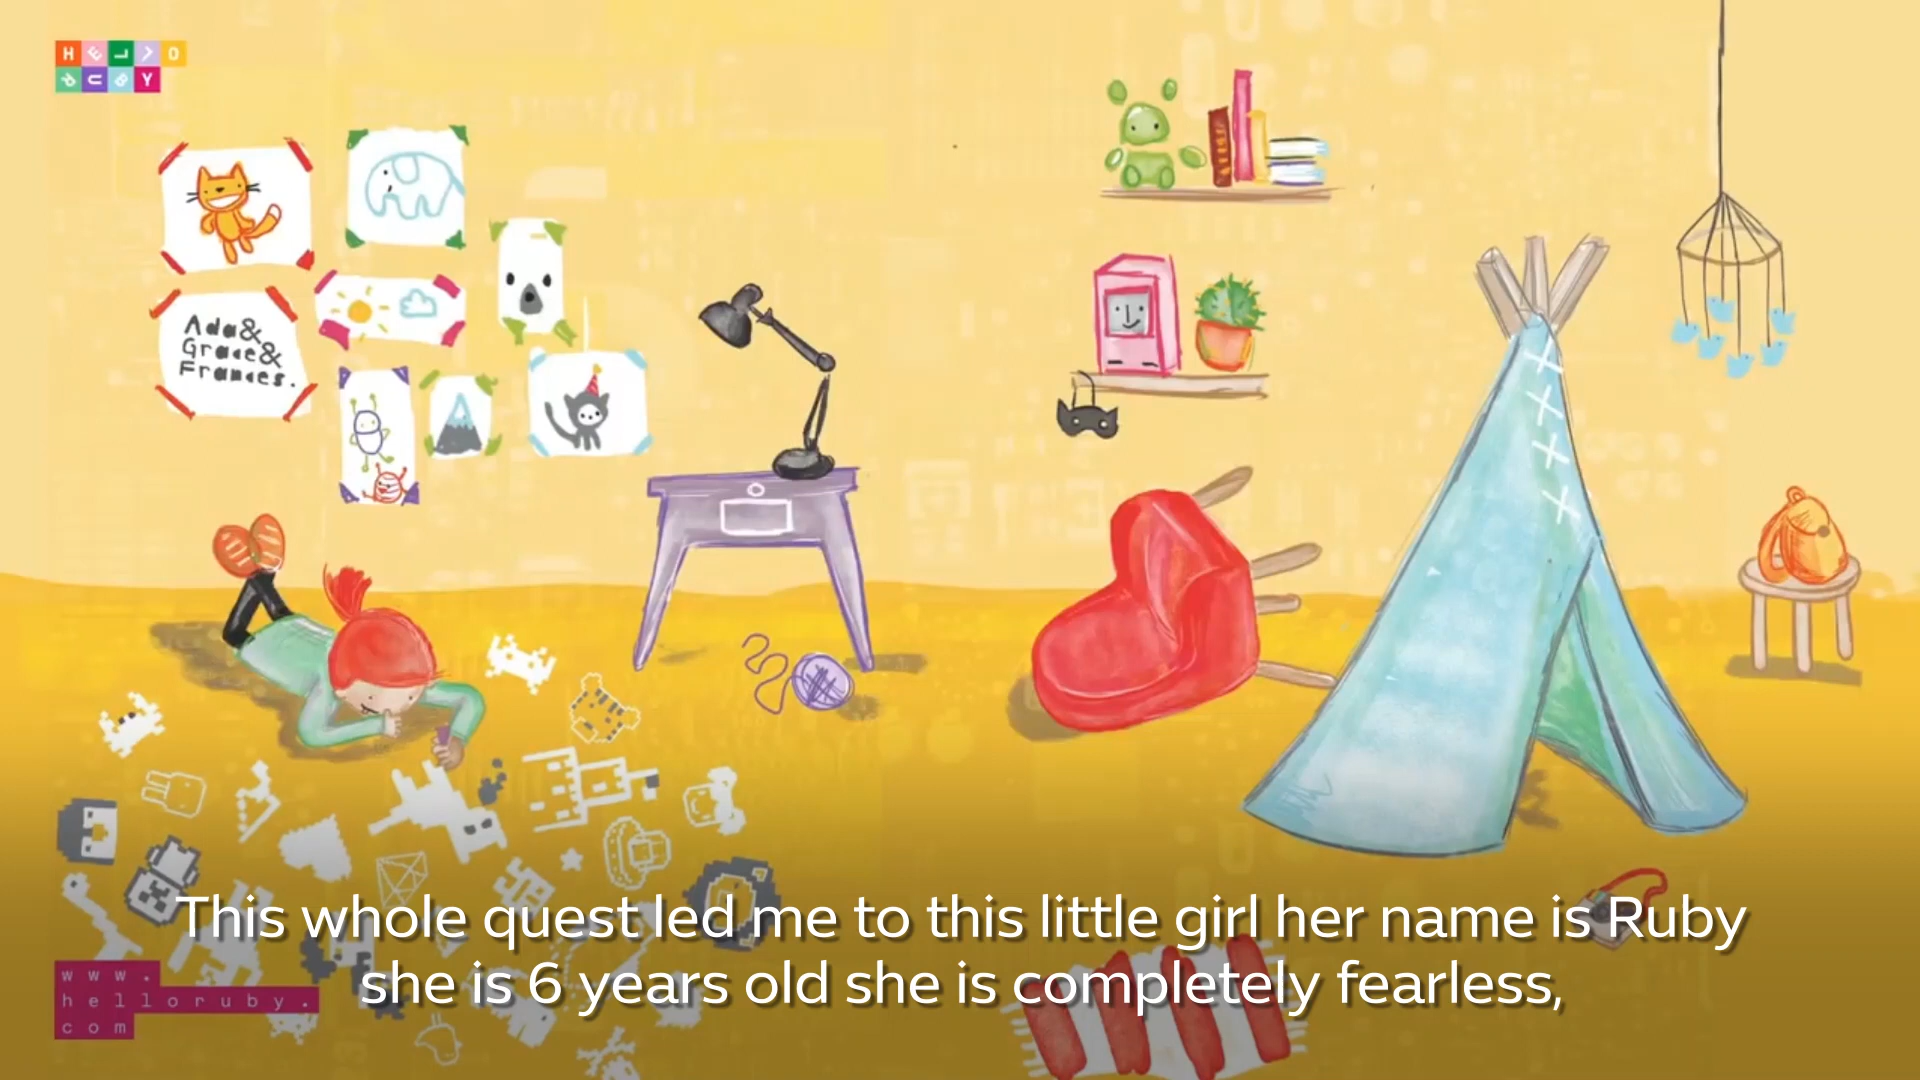 HELLO
RUBY
Ada&
Grace&
Frances.
This whole quest led me to this little girl her name is Ruby
she is 6 years old she is completely fearless,
www.
helloruby.
com